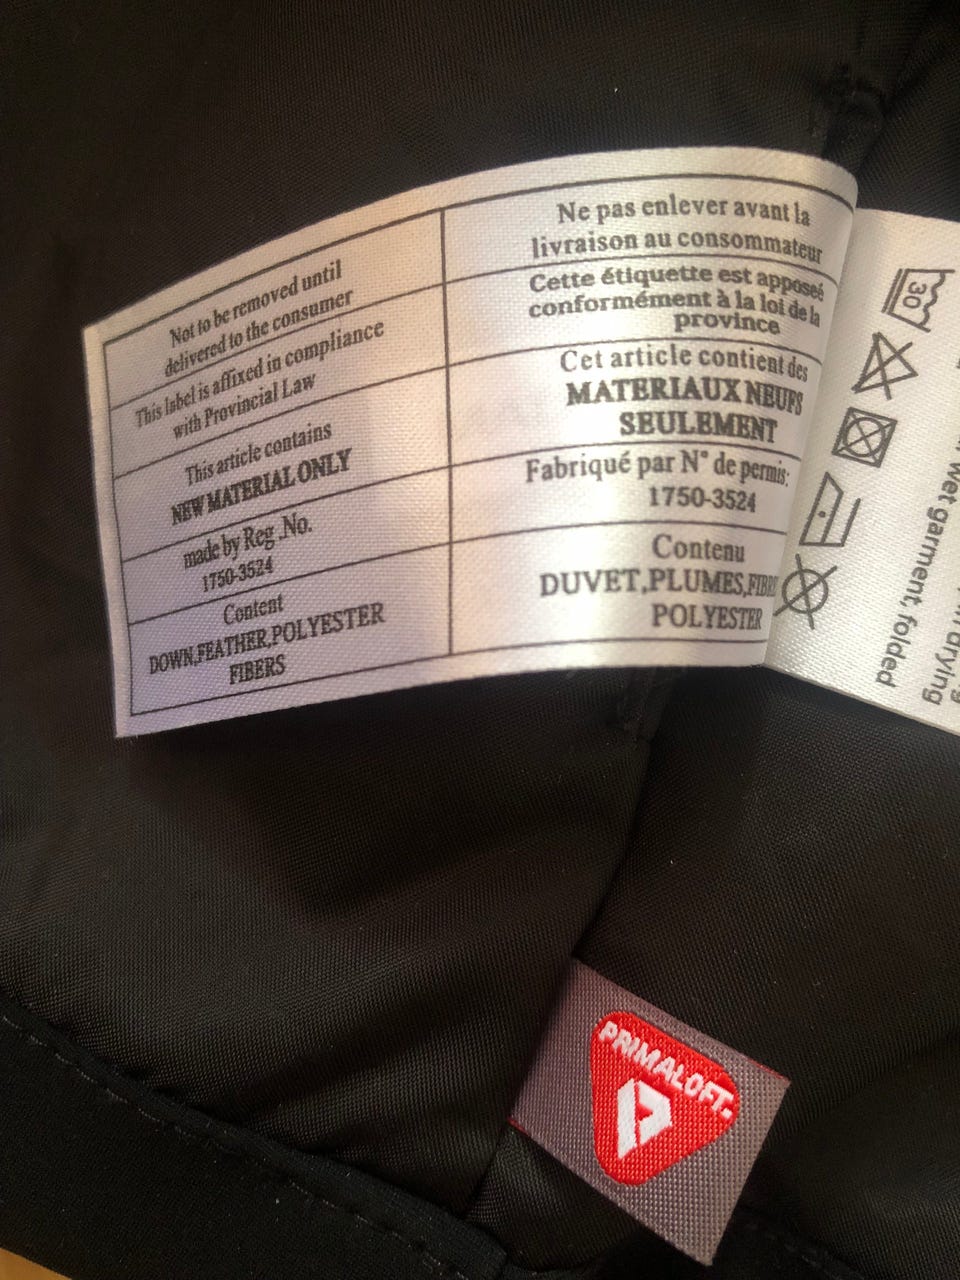 Not to be removed until
delivered to the consumer
This label is affixed in compliance
with Provincial Law
This article contains
NEW MATERIAL ONLY
made by Reg .No.
1750-3524
Content
DOWN,FEATHER,POLYESTER
FIBERS
Ne pas enlever avant la
livraison au consommateur
Cette étiquette est apposeé
conformément à la loi de la
province
Cet article contient des
MATERIAUX NEUFS
SEULEMENT
Fabriqué par N° de permis:
1750-3524
Contenu
DUVET,PLUMES,FIBRE
POLYESTER
30
wet garment, folded
drying
PRIMALOFT